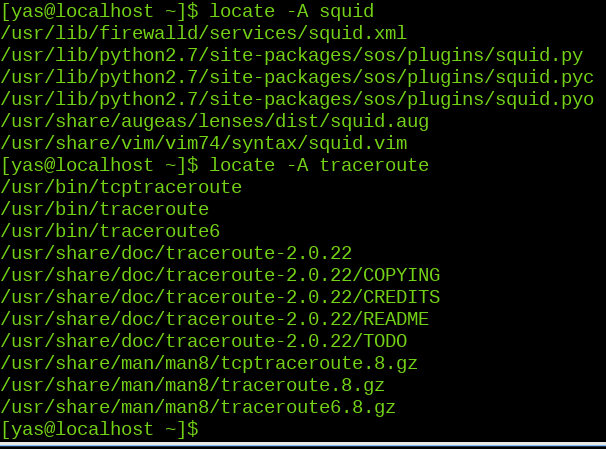 [yas@localhost ~]$ locate -A squid
/usr/lib/firewalld/services/squid.xml
/usr/lib/python2.7/site-packages/sos/plugins/squid.py
/usr/lib/python2.7/site-packages/sos/plugins/squid.pyc
/usr/lib/python2.7/site-packages/sos/plugins/squid.pyo
/usr/share/augeas/lenses/dist/squid.aug
/usr/share/vim/vim74/syntax/squid.vim
[yas@localhost ~]$ locate -A traceroute
/usr/bin/tcptraceroute
/usr/bin/traceroute
/usr/bin/traceroute6
/usr/share/doc/traceroute-2.0.22
/usr/share/doc/traceroute-2.0.22/COPYING
/usr/share/doc/traceroute-2.0.22/CREDITS
/usr/share/doc/traceroute-2.0.22/README
/usr/share/doc/traceroute-2.0.22/TODO
/usr/share/man/man8/tcptraceroute.8.gz
/usr/share/man/man8/traceroute.8.gz
/usr/share/man/man8/traceroute6.8.gz
[yas@localhost ~]$